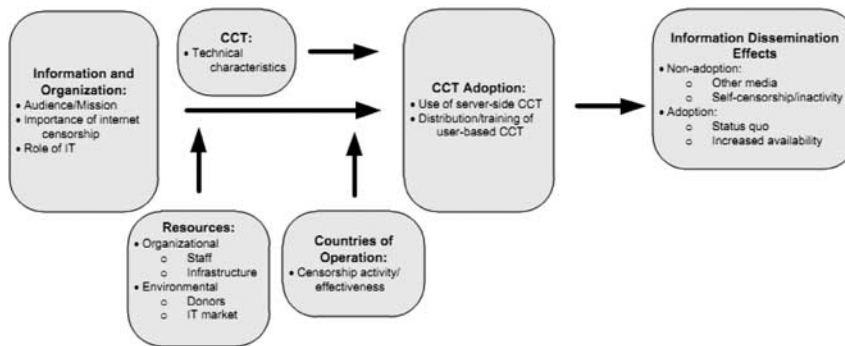 Information and
Organization:
• Audience/Mission
• Importance of internet
censorship
• Role of IT
CCT:
• Technical
characteristics
CCT Adoption:
• Use of server-side CCT
• Distribution/training of
user-based CCT
Information Dissemination
Effects
• Non-adoption:
o Other media
o Self-censorship/inactivity
• Adoption:
o Status quo
o Increased availability
Resources:
• Organizational
o Staff
o Infrastructure
• Environmental
o Donors
o IT market
Countries of
Operation:
• Censorship activity/
effectiveness